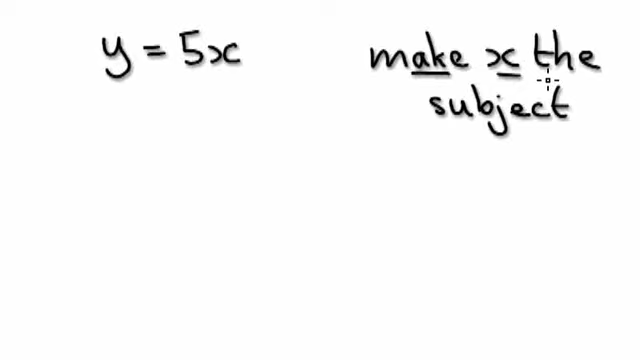 y = 5x
make x the
subject